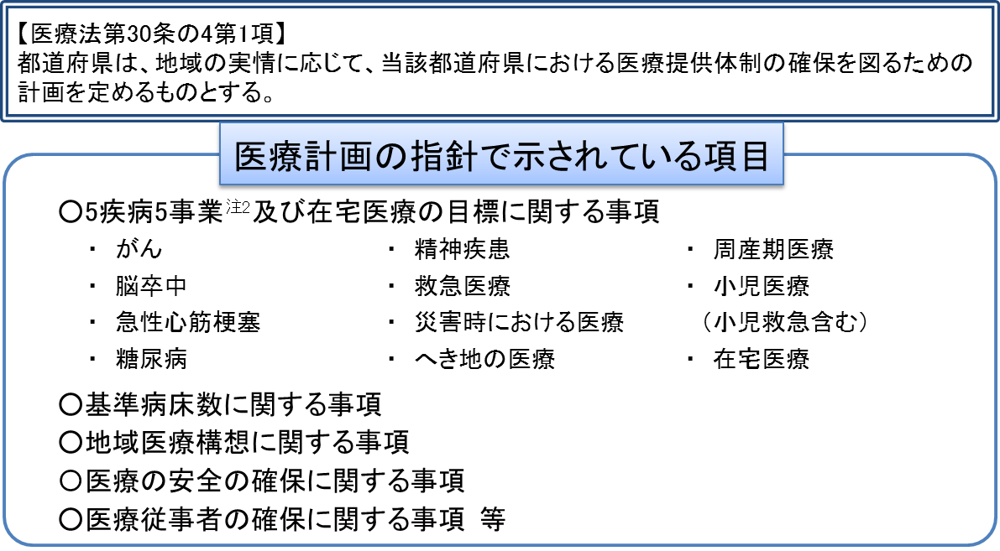 【医療法第30条の4第1項】
都道府県は、地域の実情に応じて、当該都道府県における医療提供体制の確保を図るための
計画を定めるものとする。
医療計画の指針で示されている項目
○5疾病5事業注2及び在宅医療の目標に関する事項
・ がん
・ 脳卒中
・ 急性心筋梗塞
・ 糖尿病
・ 精神疾患
・ 救急医療
・ 災害時における医療
・ へき地の医療
・ 周産期医療
・ 小児医療
（小児救急含む）
・ 在宅医療
○基準病床数に関する事項
○地域医療構想に関する事項
○医療の安全の確保に関する事項
○医療従事者の確保に関する事項 等